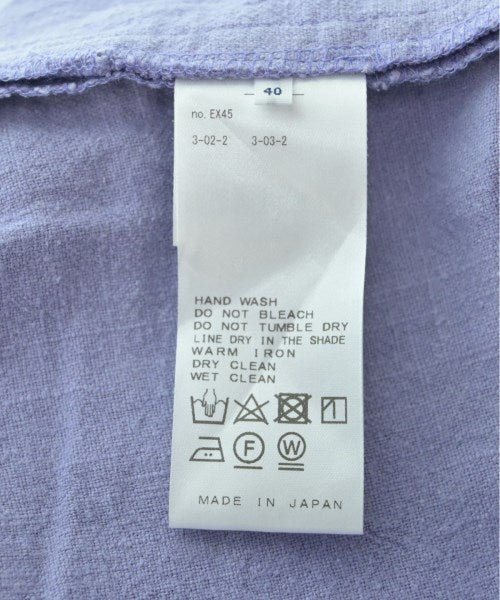 40
no. EX45
3-02-2 3-03-2
HAND WASH
DO NOT BLEACH
DO NOT TUMBLE DRY
LINE DRY IN THE SHADE
WARM IRON
DRY CLEAN
WET CLEAN
F W
MADE IN JAPAN